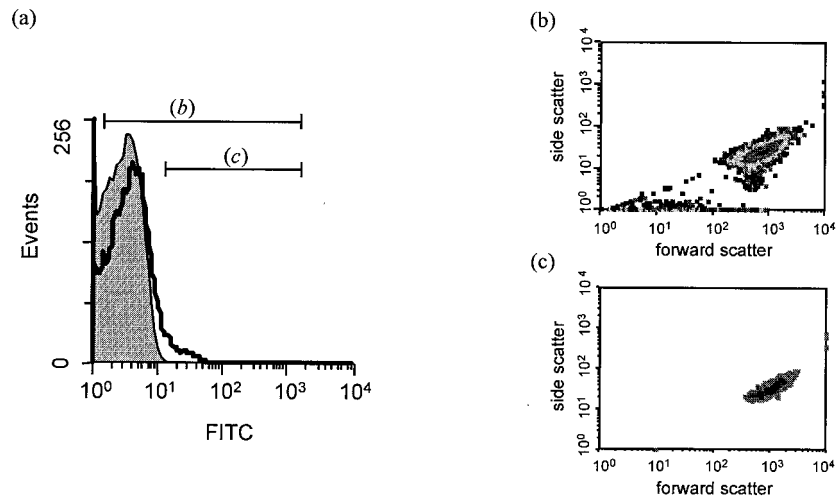 (a)
256
(b)
(c)
Events
0
10⁰ 10¹ 10² 10³ 10⁴
FITC
(b)
side scatter
10⁴
10³
10²
10¹
10⁰
10⁰ 10¹ 10² 10³ 10⁴
forward scatter
(c)
side scatter
10⁴
10³
10²
10¹
10⁰
10⁰ 10¹ 10² 10³ 10⁴
forward scatter